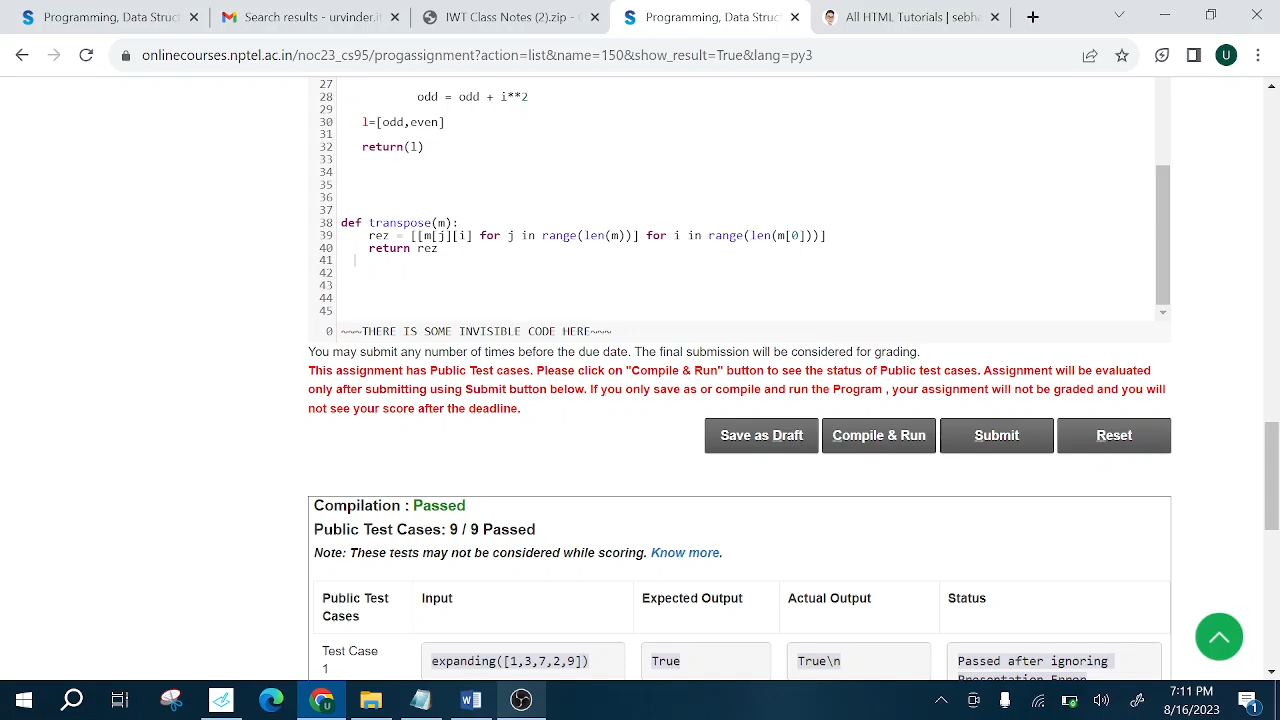 Programming, Data Struct
Search results - urvinder.it
IWT Class Notes (2).zip - G
Programming, Data Struct
All HTML Tutorials | sebha
onlinecourses.nptel.ac.in/noc23_cs95/progassignment?action=list&name=150&show_result=True&lang=py3
U
27
28 odd = odd + i**2
29
30 l=[odd,even]
31
32 return(l)
33
34
35
36
37
38 def transpose(m):
39 rez = [[m[j][i] for j in range(len(m))] for i in range(len(m[0]))]
40 return rez
41
42
43
44
45
0 ~~~THERE IS SOME INVISIBLE CODE HERE~~~
You may submit any number of times before the due date. The final submission will be considered for grading.
This assignment has Public Test cases. Please click on "Compile & Run" button to see the status of Public test cases. Assignment will be evaluated
only after submitting using Submit button below. If you only save as or compile and run the Program , your assignment will not be graded and you will
not see your score after the deadline.
Save as Draft Compile & Run Submit Reset
Compilation : Passed
Public Test Cases: 9 / 9 Passed
Note: These tests may not be considered while scoring. Know more.
Public Test Cases Input Expected Output Actual Output Status
Test Case 1 expanding([1,3,7,2,9]) True True\n Passed after ignoring
Presentation Error
7:11 PM
8/16/2023
1